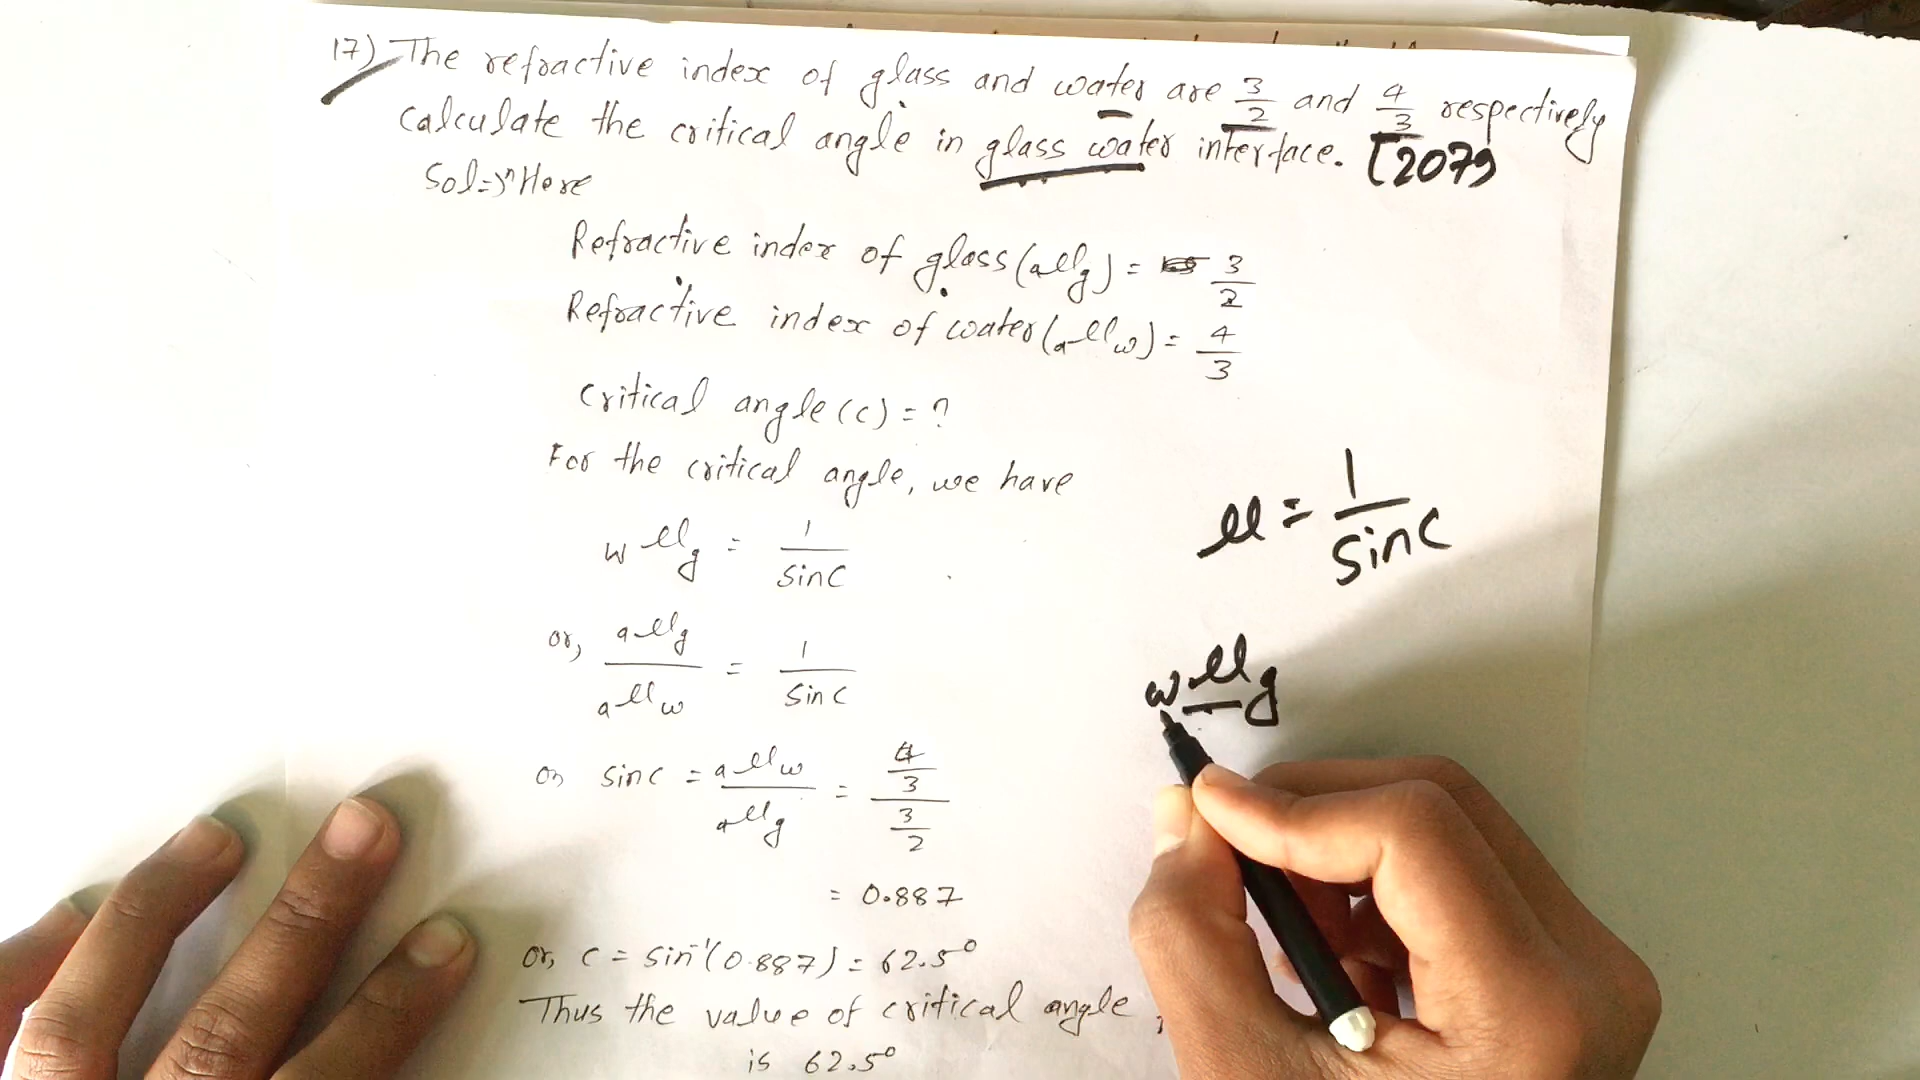 17) The refractive index of glass and water are 3/2 and 4/3 respectively
calculate the critical angle in glass water interface. [2079
Sol=>n Here
Refractive index of glass (aμg) = 3/2
Refractive index of water (aμw) = 4/3
Critical angle (c) = ?
For the critical angle, we have
wμg = 1/sinC
μ = 1/sinc
or, aμg/aμw = 1/sinc
wμg
or, sinc = aμw/aμg = 4/3 / 3/2
= 0.887
or, c = sin⁻¹(0.887) = 62.5°
Thus the value of critical angle,
is 62.5°